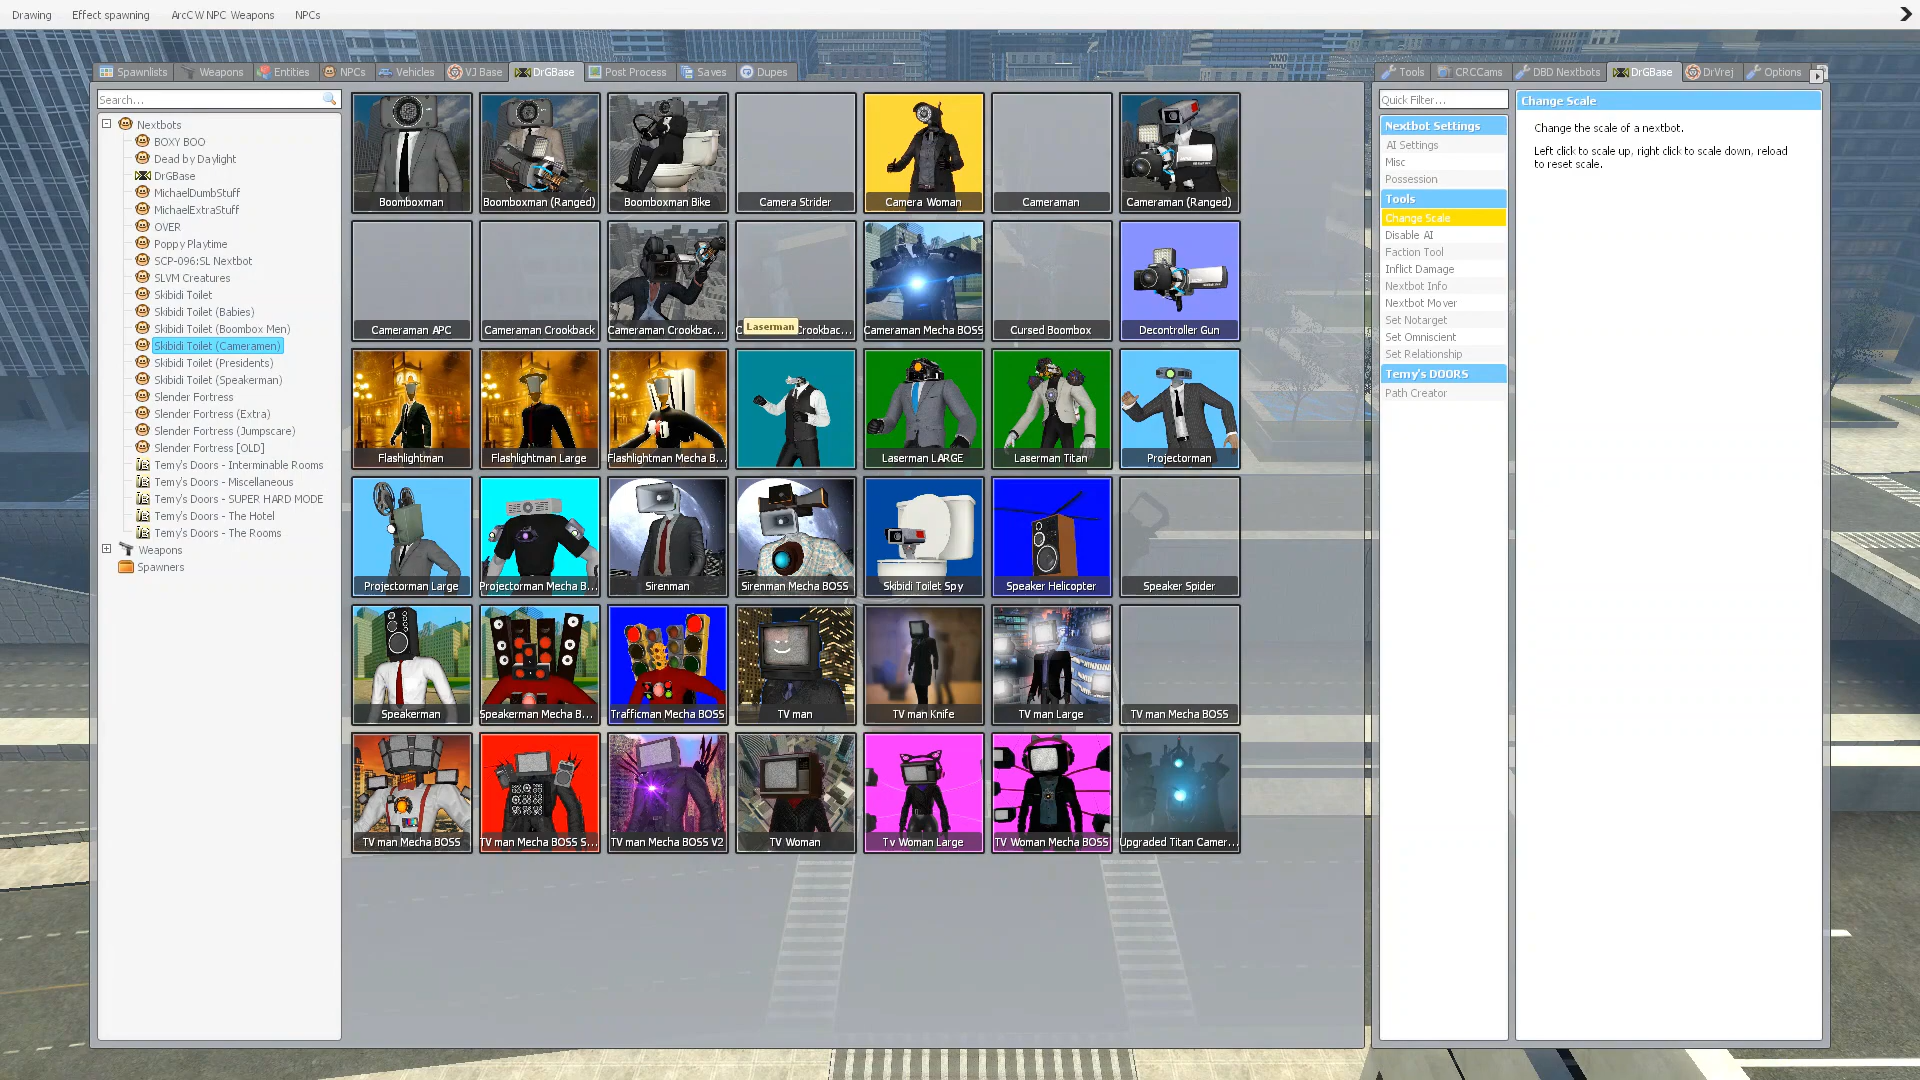 Drawing Effect spawning ArcCW NPC Weapons NPCs
Spawnlists Weapons Entities NPCs Vehicles VJ Base DrGBase Post Process Saves Dupes
Search...
Nextbots
BOXY BOO
Dead by Daylight
DrGBase
MichaelDumbStuff
MichaelExtraStuff
OVER
Poppy Playtime
SCP-096:SL Nextbot
SLVM Creatures
Skibidi Toilet
Skibidi Toilet (Babies)
Skibidi Toilet (Boombox Men)
Skibidi Toilet (Cameramen)
Skibidi Toilet (Presidents)
Skibidi Toilet (Speakerman)
Slender Fortress
Slender Fortress (Extra)
Slender Fortress (Jumpscare)
Slender Fortress [OLD]
Temy's Doors - Interminable Rooms
Temy's Doors - Miscellaneous
Temy's Doors - SUPER HARD MODE
Temy's Doors - The Hotel
Temy's Doors - The Rooms
Weapons
Spawners
Boomboxman Boomboxman (Ranged) Boomboxman Bike Camera Strider Camera Woman Cameraman Cameraman (Ranged)
Cameraman APC Cameraman Crookback Cameraman Crookbac... Crookbac... Cameraman Mecha BOSS Cursed Boombox Decontroller Gun
Laserman
Flashlightman Flashlightman Large Flashlightman Mecha B... Laserman LARGE Laserman Titan Projectorman
Projectorman Large Projectorman Mecha B... Sirenman Sirenman Mecha BOSS Skibidi Toilet Spy Speaker Helicopter Speaker Spider
Speakerman Speakerman Mecha B... Trafficman Mecha BOSS TV man TV man Knife TV man Large TV man Mecha BOSS
TV man Mecha BOSS TV man Mecha BOSS S... TV man Mecha BOSS V2 TV Woman Tv Woman Large TV Woman Mecha BOSS Upgraded Titan Camer...
Tools CRCCams DBD Nextbots DrGBase DrVrej Options
Quick Filter...
Nextbot Settings
AI Settings
Misc
Possession
Tools
Change Scale
Disable AI
Faction Tool
Inflict Damage
Nextbot Info
Nextbot Mover
Set Notarget
Set Omniscient
Set Relationship
Temy's DOORS
Path Creator
Change Scale
Change the scale of a nextbot.
Left click to scale up, right click to scale down, reload
to reset scale.